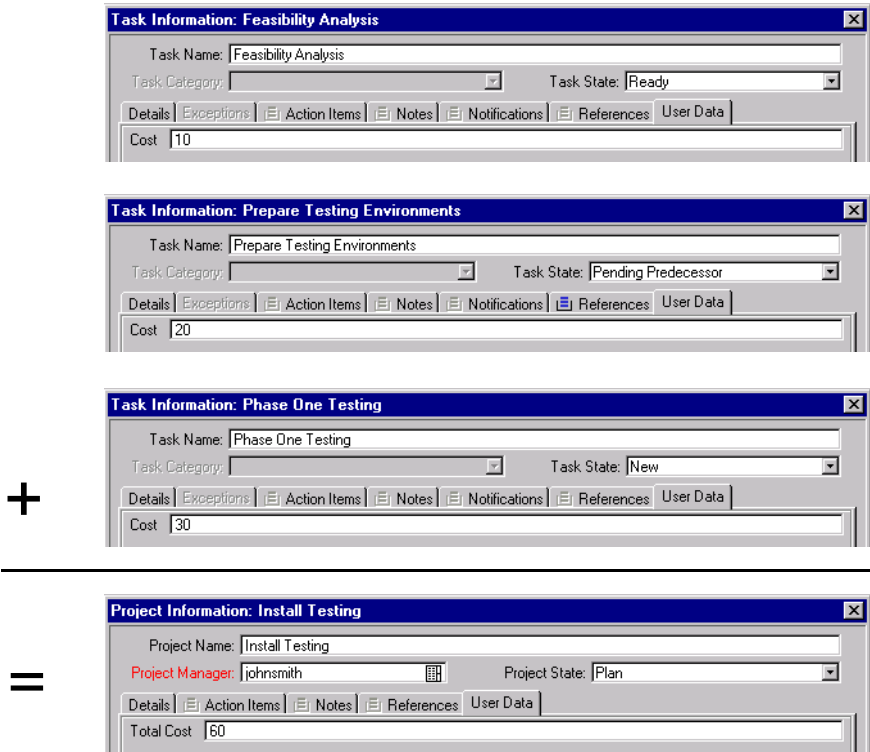 Task Information: Feasibility Analysis
Task Name: Feasibility Analysis
Task Category: Task State: Ready
Details Exceptions Action Items Notes Notifications References User Data
Cost 10
Task Information: Prepare Testing Environments
Task Name: Prepare Testing Environments
Task Category: Task State: Pending Predecessor
Details Exceptions Action Items Notes Notifications References User Data
Cost 20
Task Information: Phase One Testing
Task Name: Phase One Testing
Task Category: Task State: New
+
Details Exceptions Action Items Notes Notifications References User Data
Cost 30
Project Information: Install Testing
Project Name: Install Testing
= Project Manager: johnsmith Project State: Plan
Details Action Items Notes References User Data
Total Cost 60